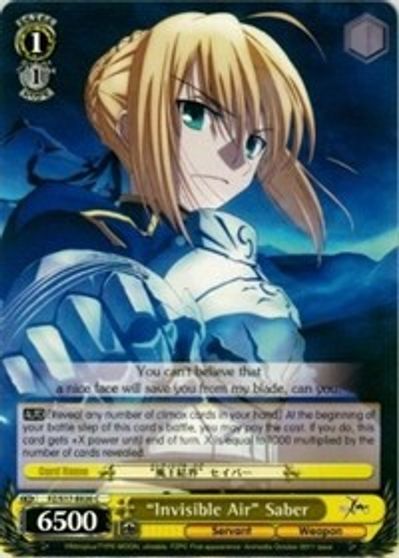 1
1
You can't believe that
a nice face will save you from my blade, can you?
AUTO [Reveal any number of climax cards in your hand] At the beginning of
your battle step of this card's battle, you may pay the cost. If you do, this
card gets +X power until end of turn. X is equal to 1000 times the number of
cards revealed.
Card Name
“風王結界” セイバー
FZ/S17
6500
“Invisible Air” Saber
Servant
Weapon